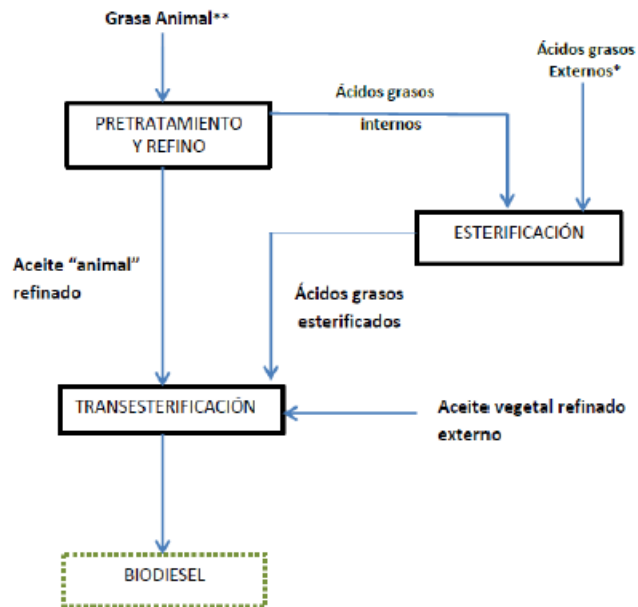 Grasa Animal**
Ácidos grasos
Externos*
Ácidos grasos
internos
PRETRATAMIENTO
Y REFINO
ESTERIFICACIÓN
Aceite “animal”
refinado
Ácidos grasos
esterificados
TRANSESTERIFICACIÓN
Aceite vegetal refinado
externo
BIODIESEL